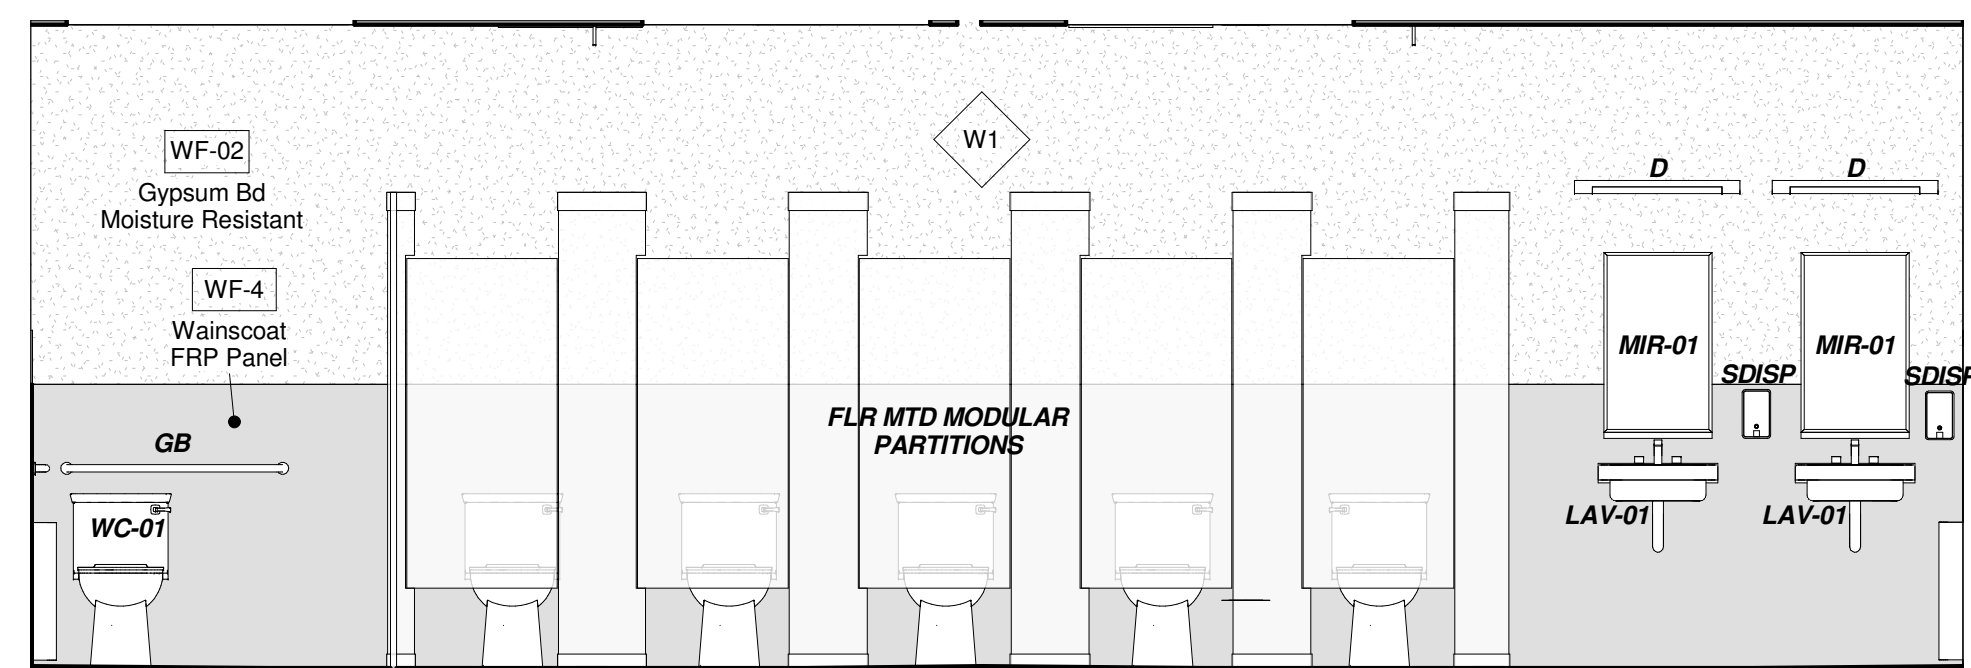 W1
WF-02
Gypsum Bd
Moisture Resistant
D
D
WF-4
Wainscoat
FRP Panel
MIR-01
MIR-01
SDISP
SDISP
FLR MTD MODULAR
PARTITIONS
GB
WC-01
LAV-01
LAV-01